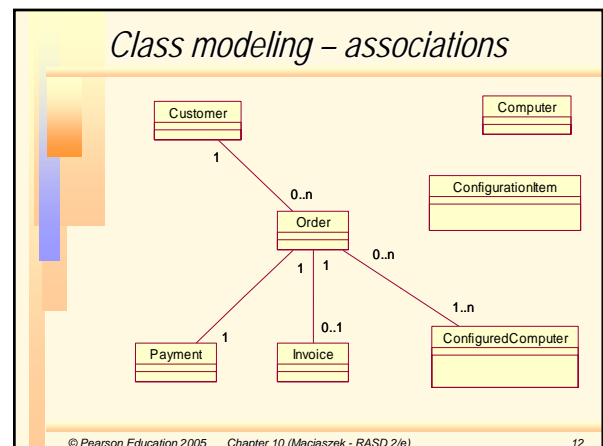 Class modeling – associations
Customer
Computer
1
ConfigurationItem
0..n
Order
1
1
0..n
1
0..1
1..n
Payment
Invoice
ConfiguredComputer
© Pearson Education 2005 Chapter 10 (Maciaszek - RASD 2/e) 12